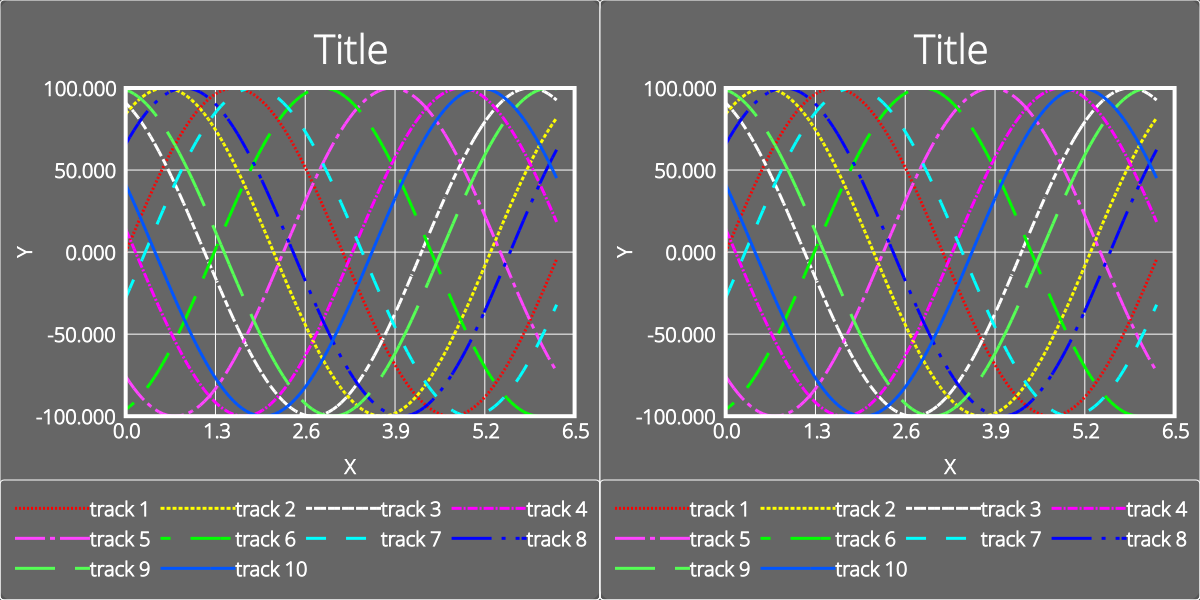 Title
100.000
50.000
0.000
-50.000
-100.000
Y
0.0 1.3 2.6 3.9 5.2 6.5
X
track 1 track 2 track 3 track 4
track 5 track 6 track 7 track 8
track 9 track 10
Title
100.000
50.000
0.000
-50.000
-100.000
Y
0.0 1.3 2.6 3.9 5.2 6.5
X
track 1 track 2 track 3 track 4
track 5 track 6 track 7 track 8
track 9 track 10